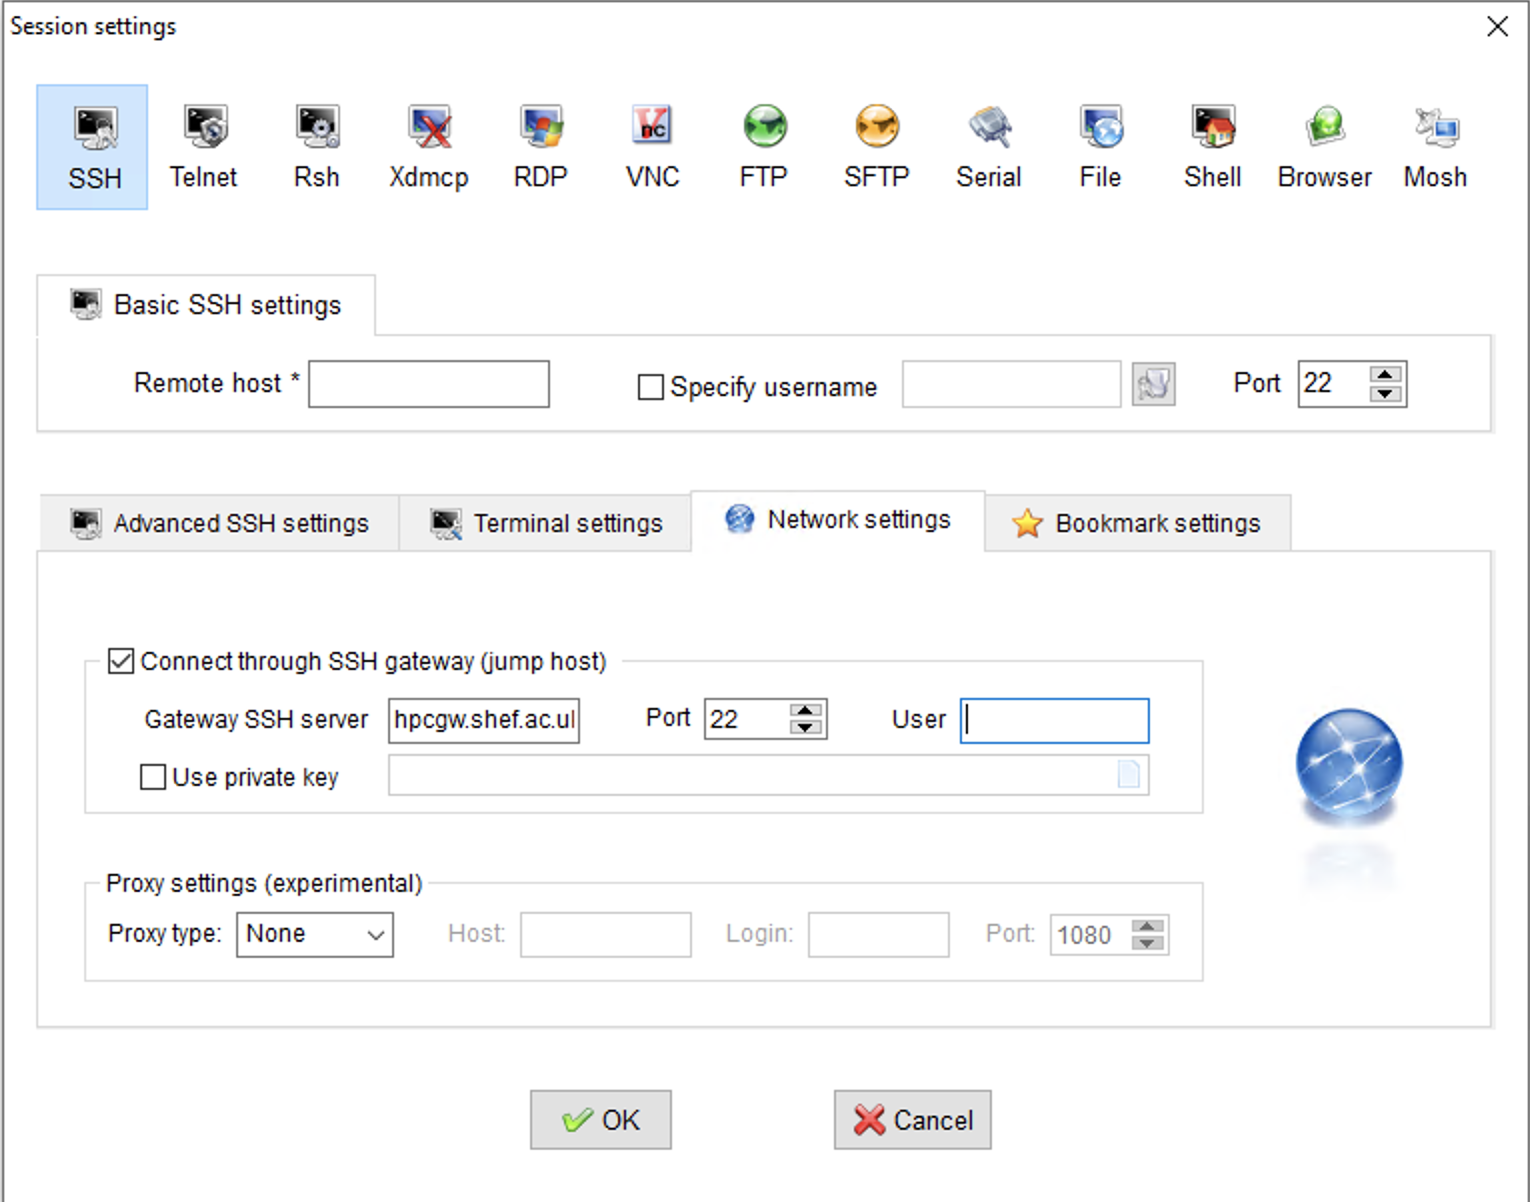 Session settings
SSH Telnet Rsh Xdmcp RDP VNC FTP SFTP Serial File Shell Browser Mosh
Basic SSH settings
Remote host * Specify username Port 22
Advanced SSH settings Terminal settings Network settings Bookmark settings
Connect through SSH gateway (jump host)
Gateway SSH server hpcgw.shef.ac.ul Port 22 User
Use private key
Proxy settings (experimental)
Proxy type: None Host: Login: Port: 1080
OK Cancel